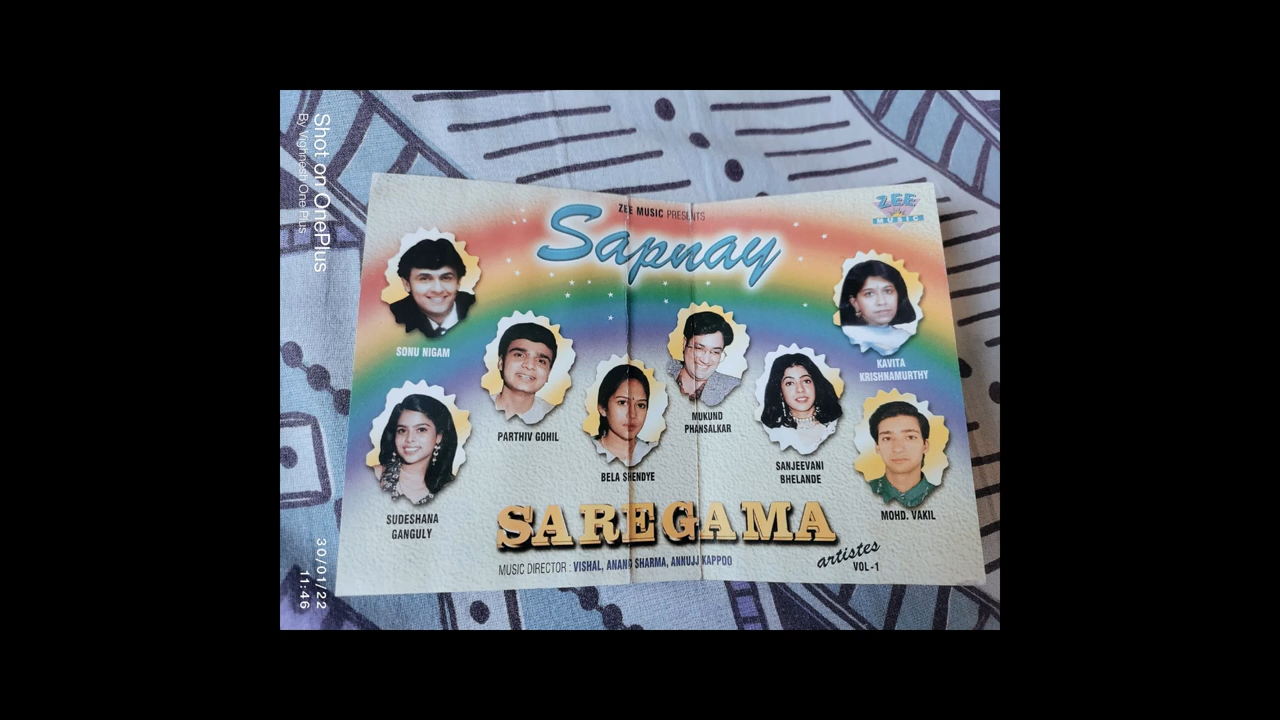 ZEE MUSIC PRESENTS
Sapnay
ZEE
MUSIC
SONU NIGAM
KAVITA
KRISHNAMURTHY
PARTHIV GOHIL
MUKUND
PHANSALKAR
BELA SHENDYE
SANJEEVANI
BHELANDE
SUDESHANA
GANGULY
MOHD. VAKIL
SAREGAMA
artistes
VOL-1
MUSIC DIRECTOR : VISHAL, ANAND SHARMA, ANNUJJ KAPPOO
Shot on OnePlus
By Vighnesh One Plus
30/01/22
11:46